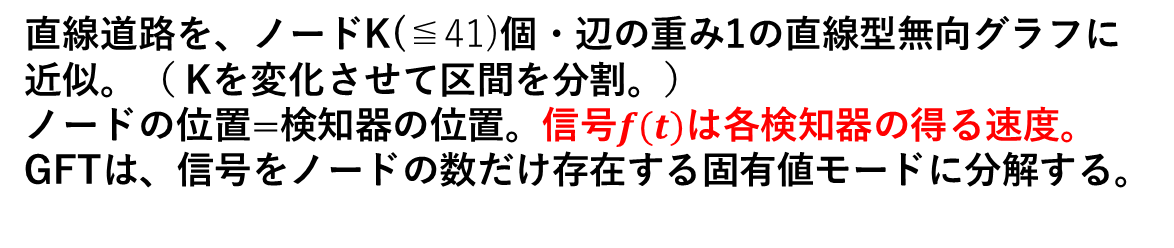 直線道路を、ノードK(≦41)個・辺の重み1の直線型無向グラフに
近似。（Kを変化させて区間を分割。）
ノードの位置=検知器の位置。信号f(t)は各検知器の得る速度。
GFTは、信号をノードの数だけ存在する固有値モードに分解する。